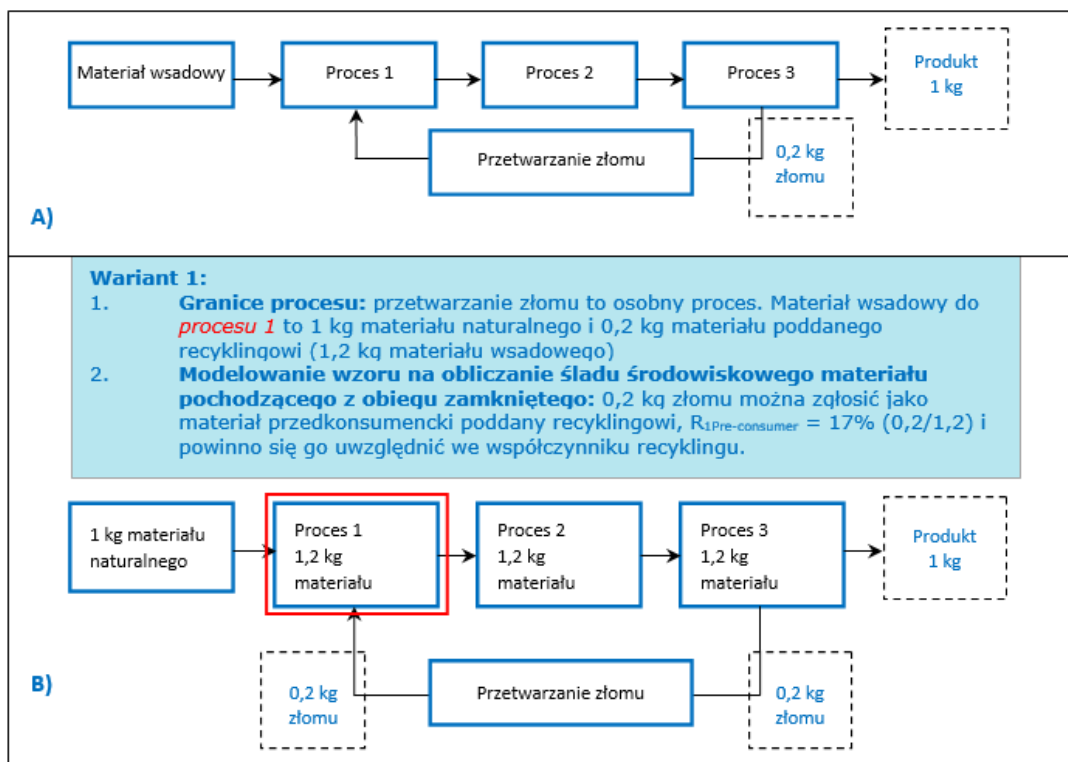 Materiał wsadowy
Proces 1
Proces 2
Proces 3
Produkt
1 kg
Przetwarzanie złomu
0,2 kg
złomu
A)
Wariant 1:
1. Granice procesu: przetwarzanie złomu to osobny proces. Materiał wsadowy do
procesu 1 to 1 kg materiału naturalnego i 0,2 kg materiału poddanego
recyklingowi (1,2 kg materiału wsadowego)
2. Modelowanie wzoru na obliczanie śladu środowiskowego materiału
pochodzącego z obiegu zamkniętego: 0,2 kg złomu można zgłosić jako
materiał przedkonsumencki poddany recyklingowi, R1Pre-consumer = 17% (0,2/1,2) i
powinno się go uwzględnić we współczynniku recyklingu.
1 kg materiału
naturalnego
Proces 1
1,2 kg
materiału
Proces 2
1,2 kg
materiału
Proces 3
1,2 kg
materiału
Produkt
1 kg
B)
0,2 kg
złomu
Przetwarzanie złomu
0,2 kg
złomu